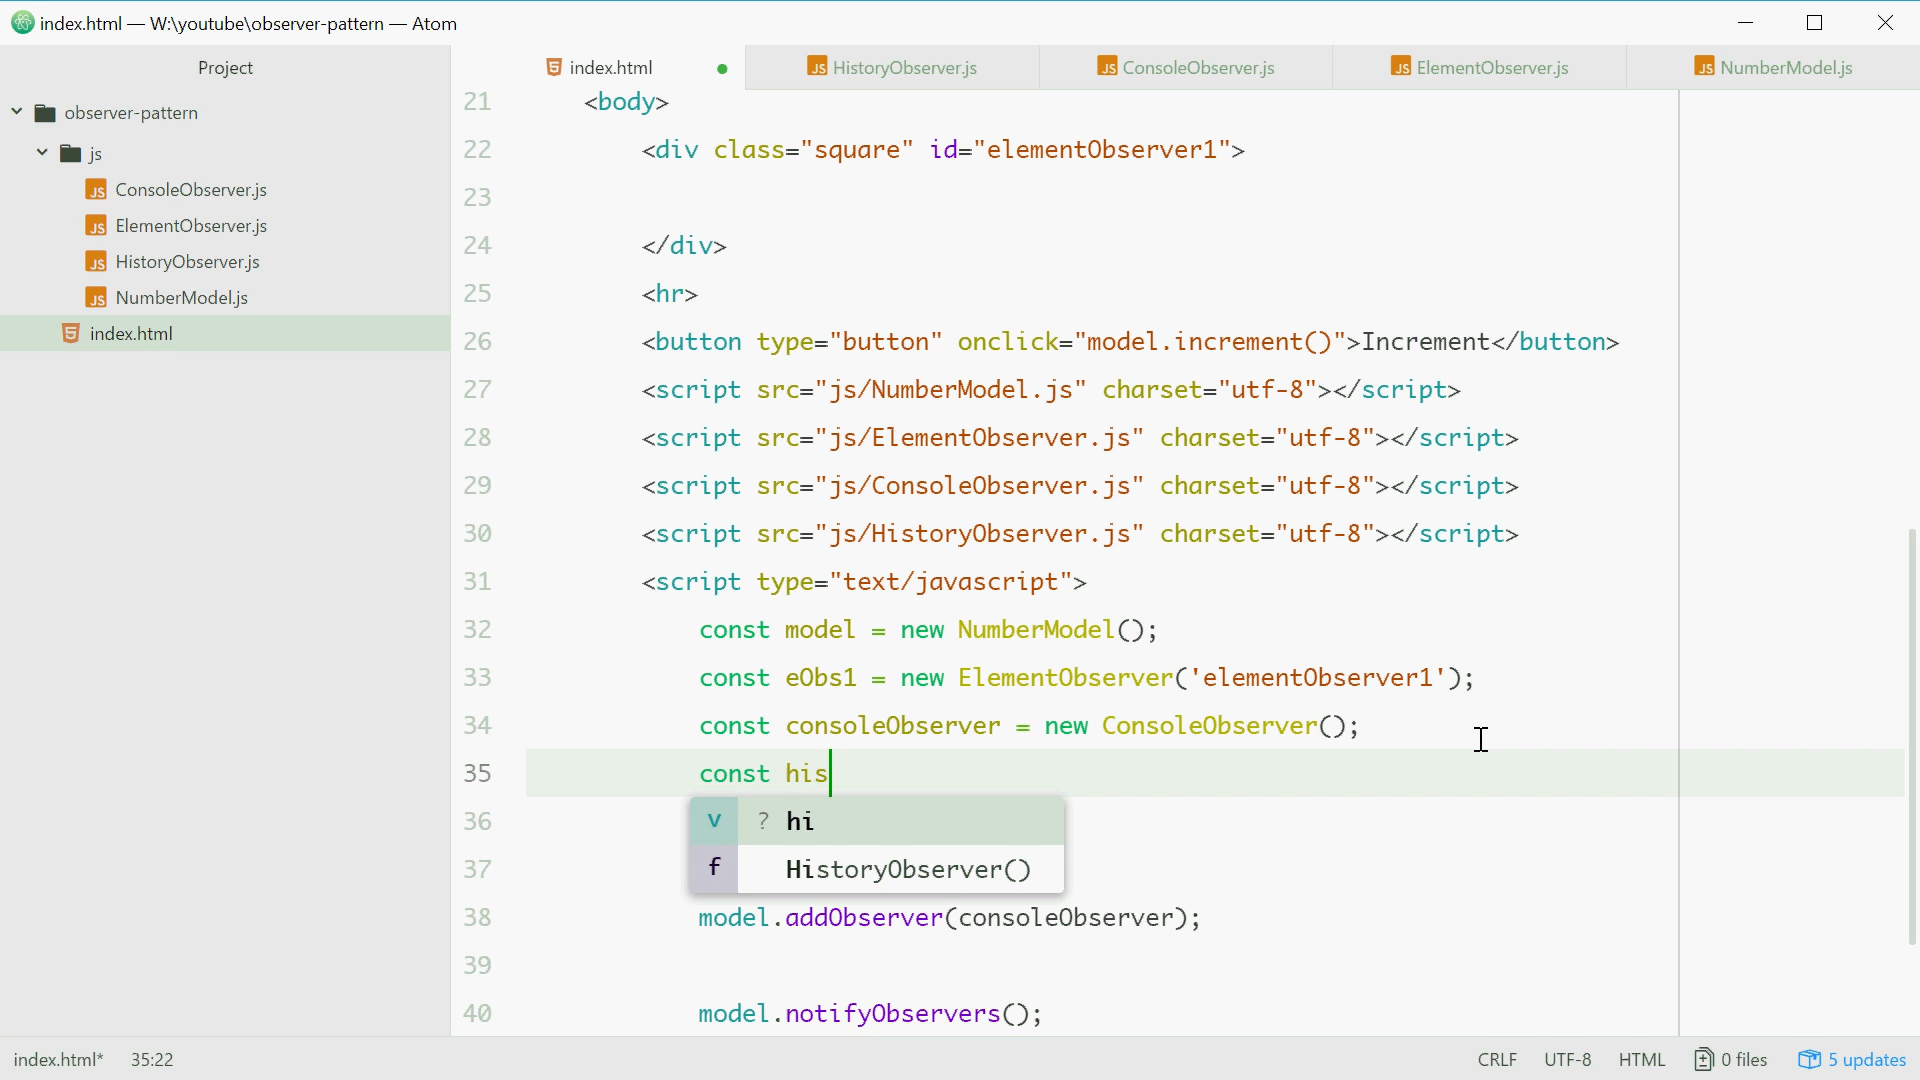 index.html — W:\youtube\observer-pattern — Atom
Project
index.html
HistoryObserver.js
ConsoleObserver.js
ElementObserver.js
NumberModel.js
observer-pattern
js
ConsoleObserver.js
ElementObserver.js
HistoryObserver.js
NumberModel.js
index.html
21 <body>
22 <div class="square" id="elementObserver1">
23
24 </div>
25 <hr>
26 <button type="button" onclick="model.increment()">Increment</button>
27 <script src="js/NumberModel.js" charset="utf-8"></script>
28 <script src="js/ElementObserver.js" charset="utf-8"></script>
29 <script src="js/ConsoleObserver.js" charset="utf-8"></script>
30 <script src="js/HistoryObserver.js" charset="utf-8"></script>
31 <script type="text/javascript">
32 const model = new NumberModel();
33 const eObs1 = new ElementObserver('elementObserver1');
34 const consoleObserver = new ConsoleObserver();
35 const his
36 v ? hi
37 f HistoryObserver()
38 model.addObserver(consoleObserver);
39
40 model.notifyObservers();
index.html* 35:22 CRLF UTF-8 HTML 0 files 5 updates